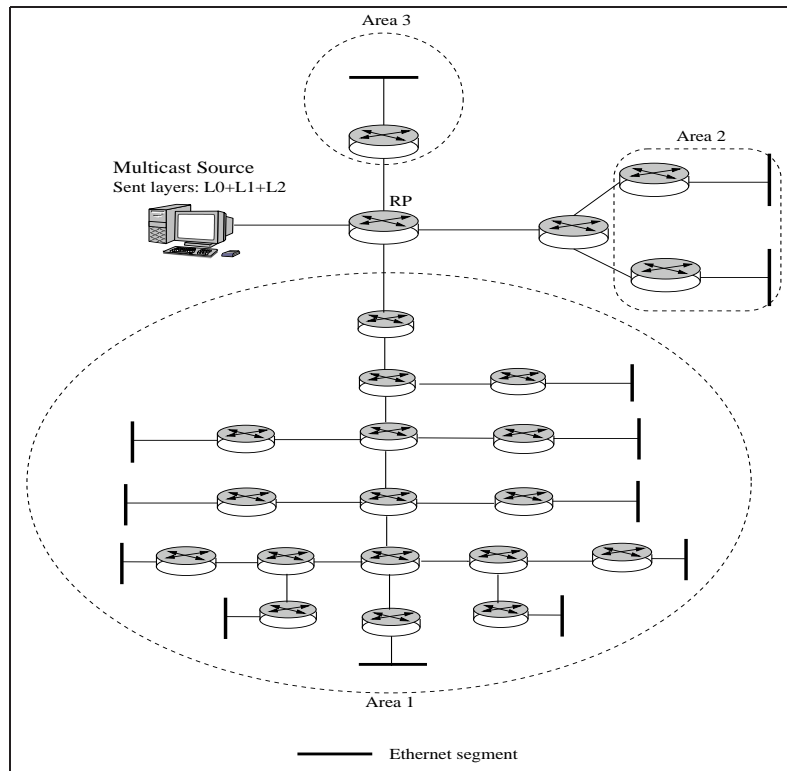 Area 3
Area 2
Multicast Source
Sent layers: L0+L1+L2
RP
Area 1
Ethernet segment